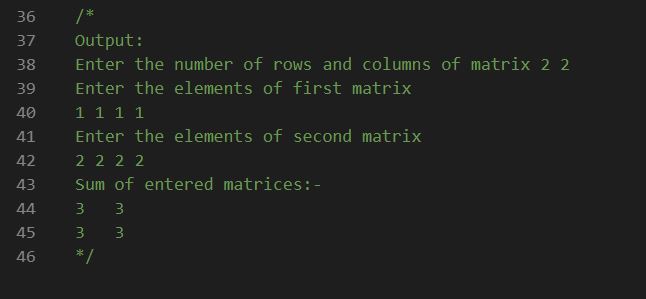 36 /*
37 Output:
38 Enter the number of rows and columns of matrix 2 2
39 Enter the elements of first matrix
40 1 1 1 1
41 Enter the elements of second matrix
42 2 2 2 2
43 Sum of entered matrices:-
44 3   3
45 3   3
46 */